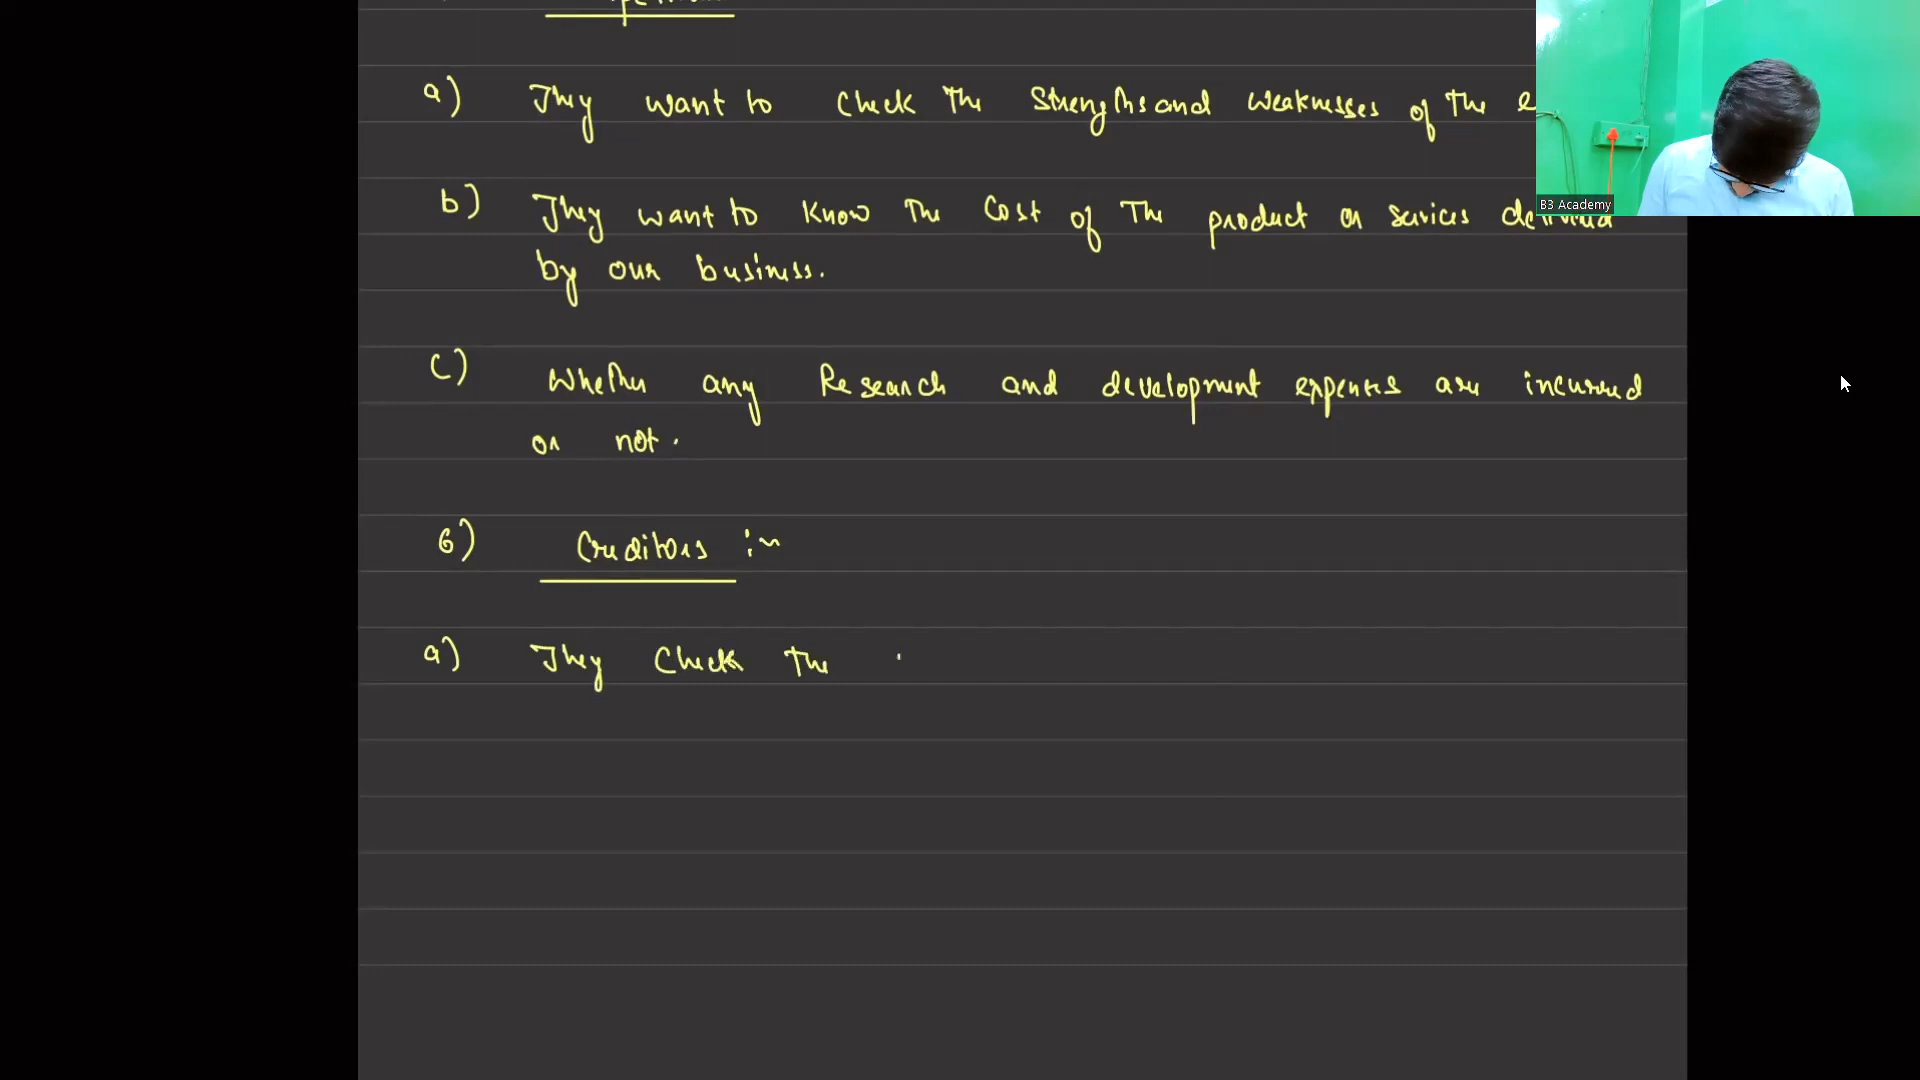 a) They want to check the strengths and weaknesses of the
b) They want to know the cost of the product or services delivered
by our business.
c) Whether any Research and development expenses are incurred
or not.
6) Creditors :~
a) They check the
B3 Academy